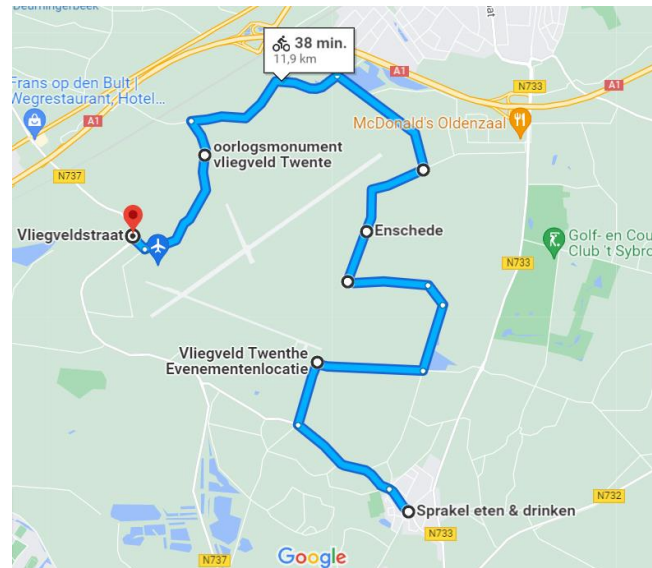 Deurningerbeek
38 min.
11,9 km
A1
N733
Frans op den Bult |
Wegrestaurant, Hotel...
A1
McDonald's Oldenzaal
oorlogsmonument
vliegveld Twente
N737
Vliegveldstraat
Enschede
Golf- en Cou
Club 't Sybro
N733
Vliegveld Twenthe
Evenementenlocatie
N732
Sprakel eten & drinken
N733
N737
Google